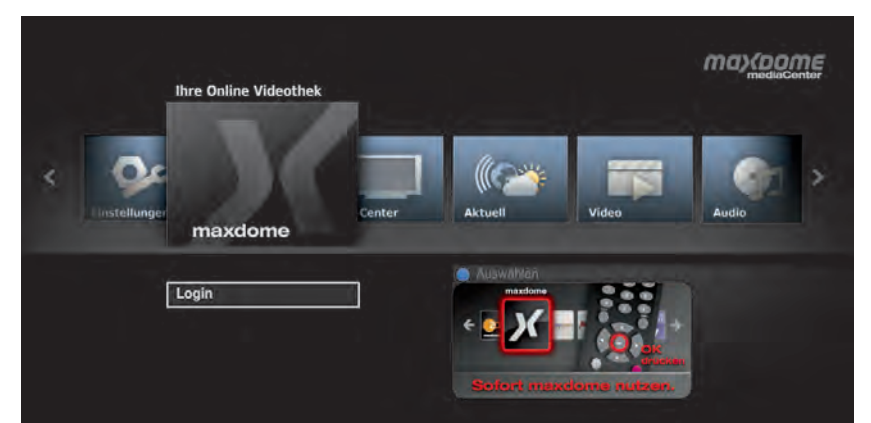 maxdome
mediaCenter
Ihre Online Videothek
Einstellungen
maxdome
Center
Aktuell
Video
Audio
Login
Auswählen
maxdome
OK
drücken
Sofort maxdome nutzen.